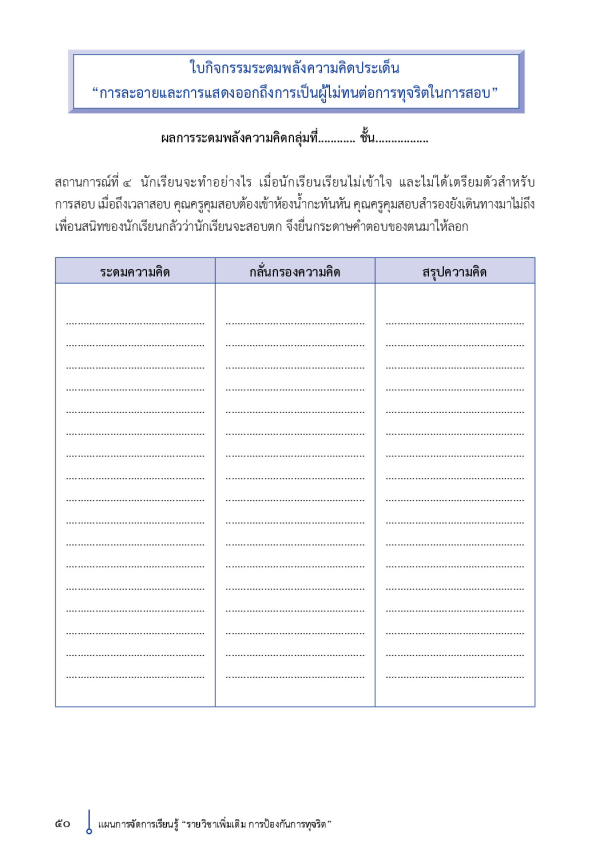 ใบกิจกรรมระดมพลังความคิดประเด็น
“การละอายและการแสดงออกถึงการเป็นผู้ไม่ทนต่อการทุจริตในการสอบ”
ผลการระดมพลังความคิดกลุ่มที่............ ชั้น.................
สถานการณ์ที่ ๔ นักเรียนจะทำอย่างไร เมื่อนักเรียนเรียนไม่เข้าใจ และไม่ได้เตรียมตัวสำหรับ
การสอบ เมื่อถึงเวลาสอบ คุณครูคุมสอบต้องเข้าห้องน้ำกะทันหัน คุณครูคุมสอบสำรองยังเดินทางมาไม่ถึง
เพื่อนสนิทของนักเรียนกลัวว่านักเรียนจะสอบตก จึงยื่นกระดาษคำตอบของตนมาให้ลอก
ระดมความคิด กลั่นกรองความคิด สรุปความคิด
๕๐ แผนการจัดการเรียนรู้ “รายวิชาเพิ่มเติม การป้องกันการทุจริต”